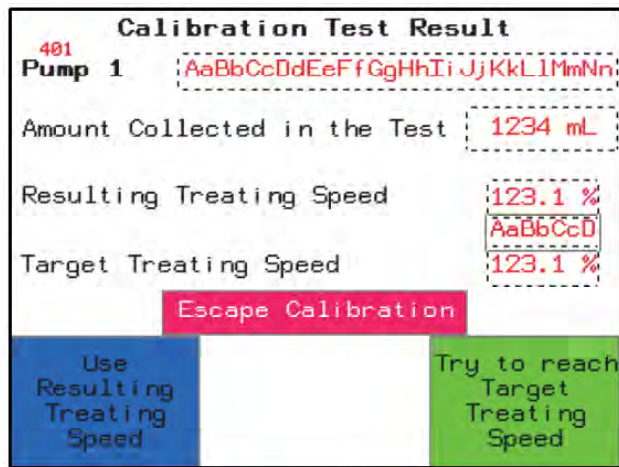 Calibration Test Result
401
Pump 1 AaBbCcDdEeFfGgHhIiJjKkLlMmNn
Amount Collected in the Test 1234 mL
Resulting Treating Speed 123.1 %
AaBbCcD
Target Treating Speed 123.1 %
Escape Calibration
Use
Resulting
Treating
Speed
Try to reach
Target
Treating
Speed